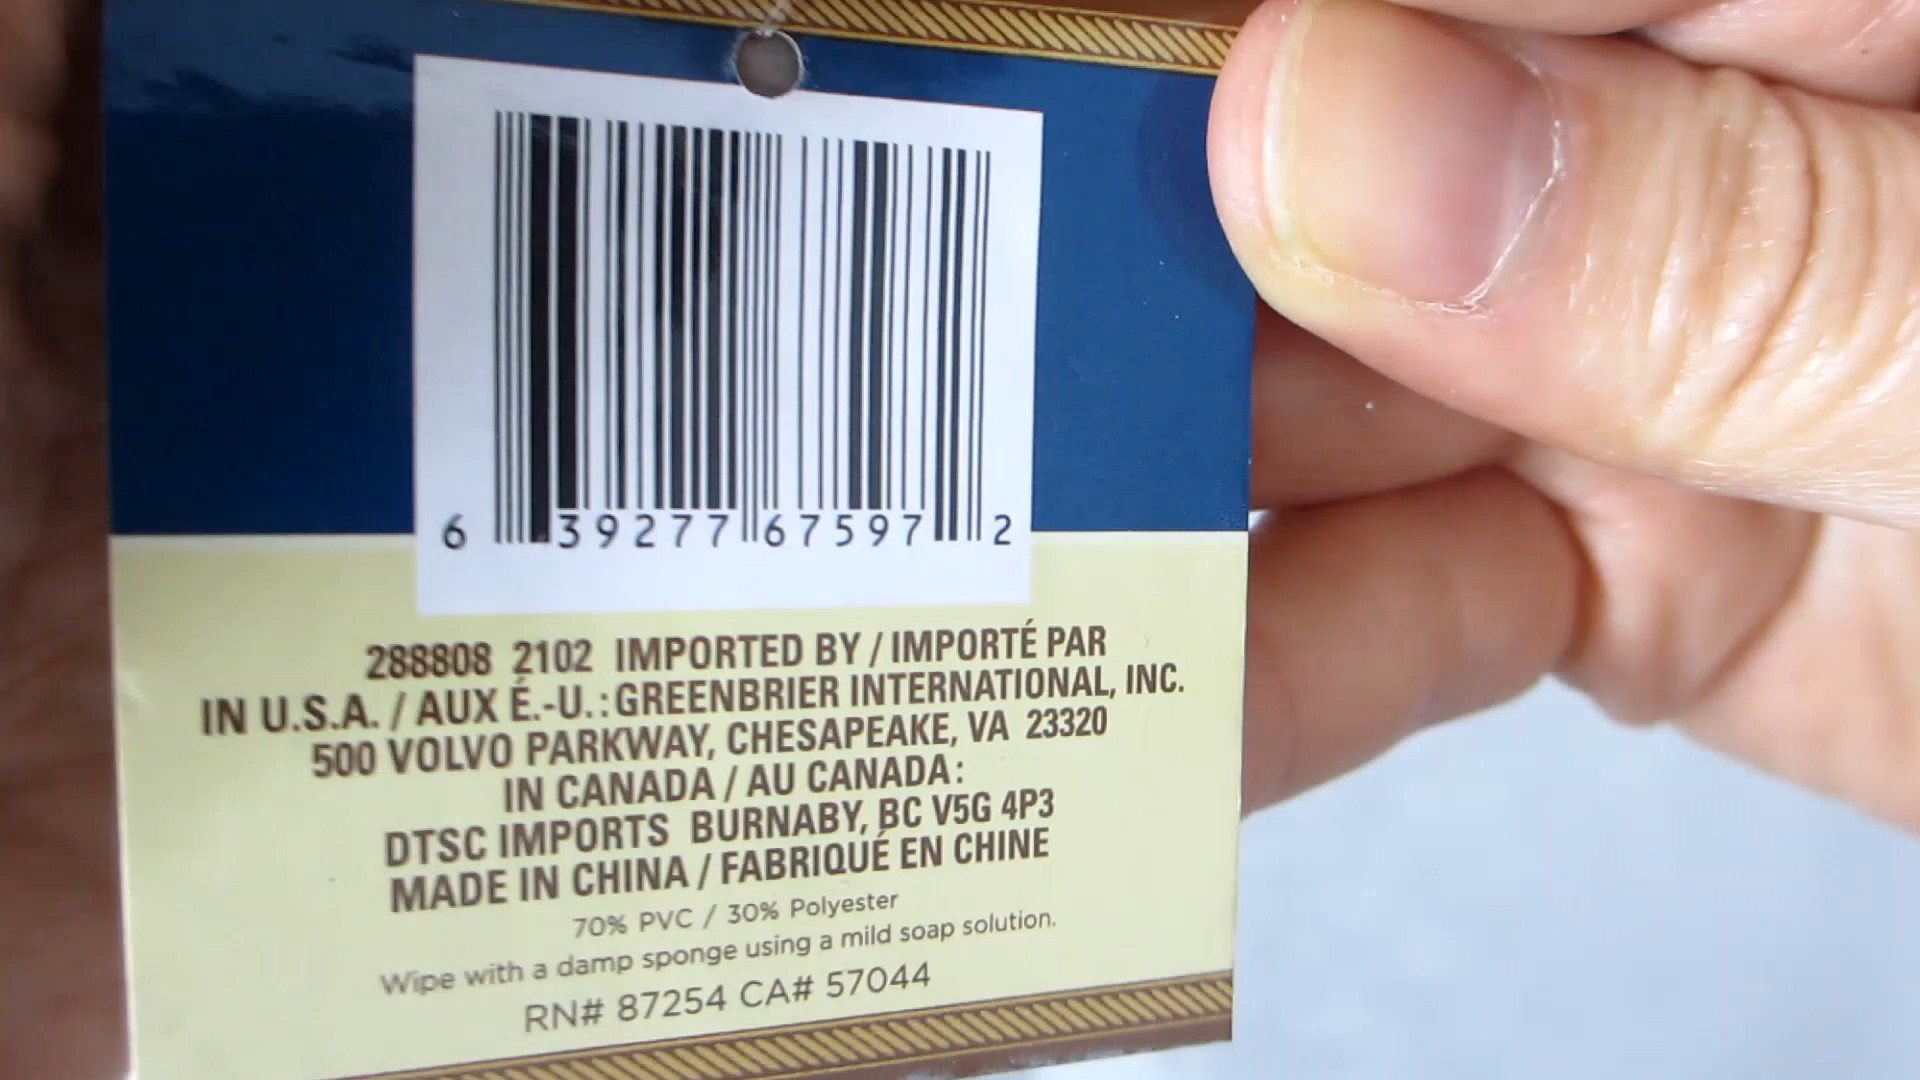 6 39277 67597 2
288808 2102 IMPORTED BY / IMPORTÉ PAR
IN U.S.A. / AUX É.-U.: GREENBRIER INTERNATIONAL, INC.
500 VOLVO PARKWAY, CHESAPEAKE, VA 23320
IN CANADA / AU CANADA:
DTSC IMPORTS BURNABY, BC V5G 4P3
MADE IN CHINA / FABRIQUÉ EN CHINE
70% PVC / 30% Polyester
Wipe with a damp sponge using a mild soap solution.
RN# 87254 CA# 57044